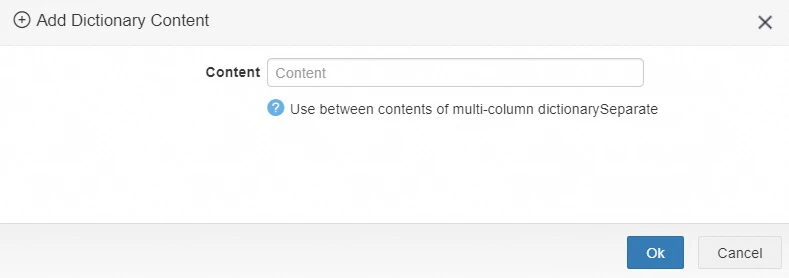 Add Dictionary Content
Content Content
Use between contents of multi-column dictionarySeparate
Ok Cancel